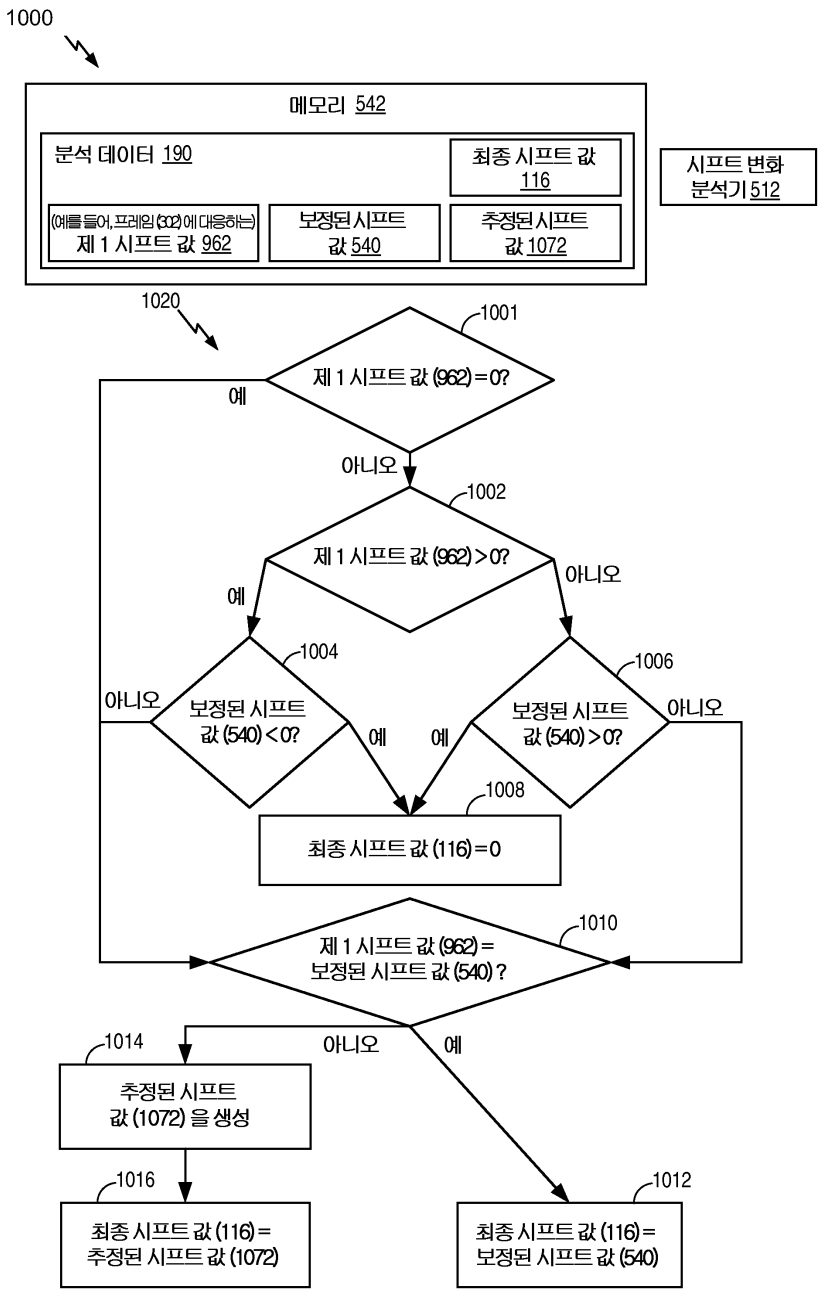 1000
메모리 542
분석 데이터 190
최종 시프트 값
116
시프트 변화
분석기 512
(예를 들어, 프레임 (302) 에 대응하는)
제 1 시프트 값 962
보정된 시프트
값 540
추정된 시프트
값 1072
1020
1001
제 1 시프트 값 (962) = 0?
예
아니오
1002
제 1 시프트 값 (962) > 0?
예
아니오
1004
보정된 시프트
값 (540) < 0?
아니오
예
1006
보정된 시프트
값 (540) > 0?
예
아니오
1008
최종 시프트 값 (116) = 0
1010
제 1 시프트 값 (962) =
보정된 시프트 값 (540) ?
아니오
예
1014
추정된 시프트
값 (1072) 을 생성
1016
최종 시프트 값 (116) =
추정된 시프트 값 (1072)
1012
최종 시프트 값 (116) =
보정된 시프트 값 (540)